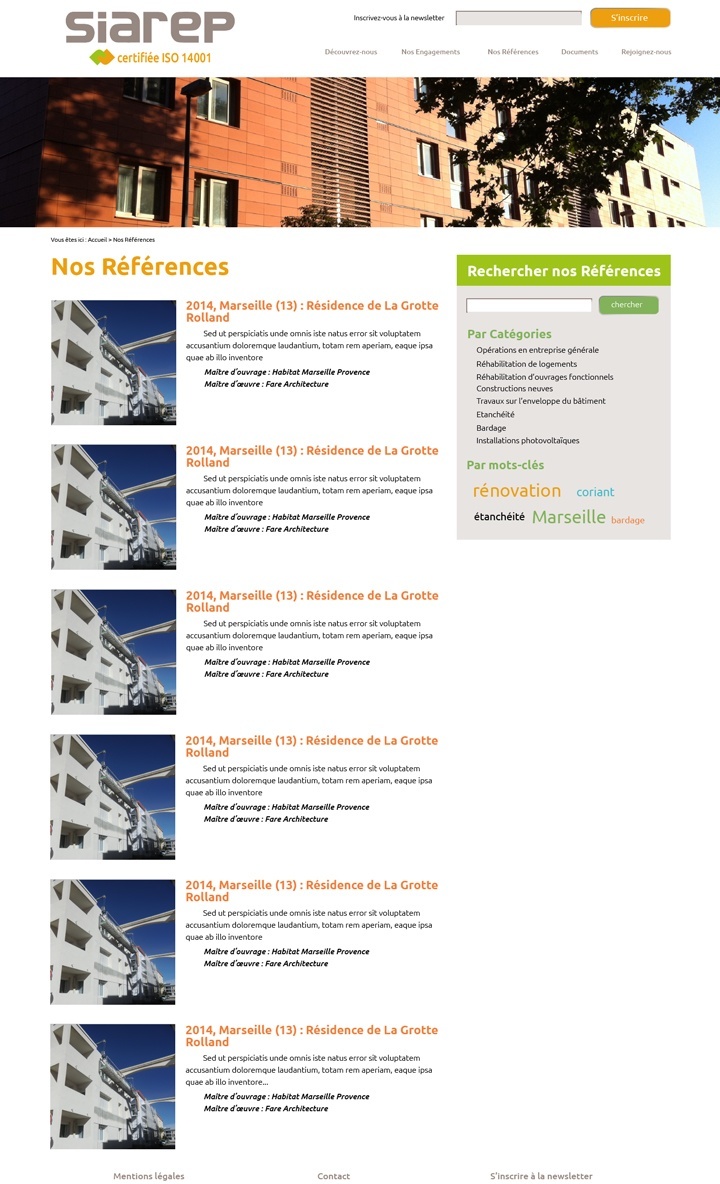 siarep
certifiée ISO 14001
Inscrivez-vous à la newsletter
S'inscrire
Découvrez-nous
Nos Engagements
Nos Références
Documents
Rejoignez-nous
Vous êtes ici : Accueil » Nos Références
Nos Références
2014, Marseille (13) : Résidence de La Grotte
Rolland
Sed ut perspiciatis unde omnis iste natus error sit voluptatem
accusantium doloremque laudantium, totam rem aperiam, eaque ipsa
quae ab illo inventore
Maître d'ouvrage : Habitat Marseille Provence
Maître d'œuvre : Fare Architecture
2014, Marseille (13) : Résidence de La Grotte
Rolland
Sed ut perspiciatis unde omnis iste natus error sit voluptatem
accusantium doloremque laudantium, totam rem aperiam, eaque ipsa
quae ab illo inventore
Maître d'ouvrage : Habitat Marseille Provence
Maître d'œuvre : Fare Architecture
2014, Marseille (13) : Résidence de La Grotte
Rolland
Sed ut perspiciatis unde omnis iste natus error sit voluptatem
accusantium doloremque laudantium, totam rem aperiam, eaque ipsa
quae ab illo inventore
Maître d'ouvrage : Habitat Marseille Provence
Maître d'œuvre : Fare Architecture
2014, Marseille (13) : Résidence de La Grotte
Rolland
Sed ut perspiciatis unde omnis iste natus error sit voluptatem
accusantium doloremque laudantium, totam rem aperiam, eaque ipsa
quae ab illo inventore
Maître d'ouvrage : Habitat Marseille Provence
Maître d'œuvre : Fare Architecture
2014, Marseille (13) : Résidence de La Grotte
Rolland
Sed ut perspiciatis unde omnis iste natus error sit voluptatem
accusantium doloremque laudantium, totam rem aperiam, eaque ipsa
quae ab illo inventore
Maître d'ouvrage : Habitat Marseille Provence
Maître d'œuvre : Fare Architecture
2014, Marseille (13) : Résidence de La Grotte
Rolland
Sed ut perspiciatis unde omnis iste natus error sit voluptatem
accusantium doloremque laudantium, totam rem aperiam, eaque ipsa
quae ab illo inventore...
Maître d'ouvrage : Habitat Marseille Provence
Maître d'œuvre : Fare Architecture
Rechercher nos Références
chercher
Par Catégories
Opérations en entreprise générale
Réhabilitation de logements
Réhabilitation d'ouvrages fonctionnels
Constructions neuves
Travaux sur l'enveloppe du bâtiment
Etanchéité
Bardage
Installations photovoltaïques
Par mots-clés
rénovation coriant
étanchéité Marseille bardage
Mentions légales
Contact
S'inscrire à la newsletter